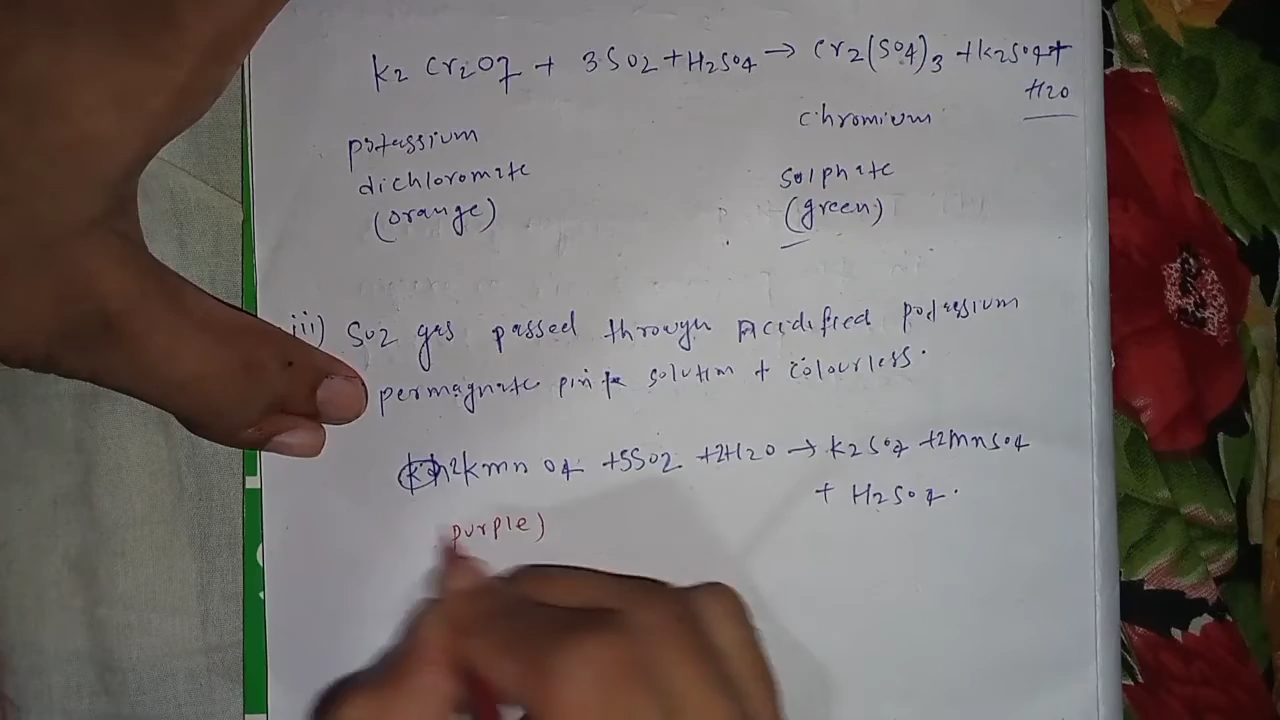 K2 Cr2O7 + 3SO2 + H2SO4 → Cr2(SO4)3 + K2SO4 +
H2O
potassium
chromium
dichloromate
sulphate
(orange)
(green)
iii) SO2 gas passed through Acidified podassium
permagnate pink solution + colourless.
2KmnO4 + 5SO2 + 2H2O → K2SO4 + 2MnSO4
+ H2SO4.
purple)